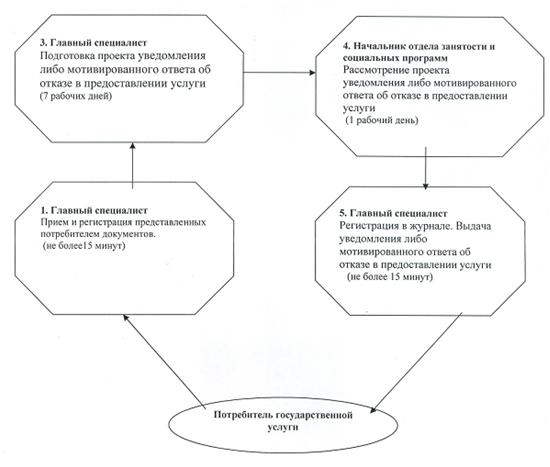 3. Главный специалист
Подготовка проекта уведомления
либо мотивированного ответа об
отказе в предоставлении услуги
(7 рабочих дней)
4. Начальник отдела занятости и
социальных программ
Рассмотрение проекта
уведомления либо мотивированного
ответа об отказе в предоставлении
услуги
(1 рабочий день)
1. Главный специалист
Прием и регистрация представленных
потребителем документов.
(не более15 минут)
5. Главный специалист
Регистрация в журнале. Выдача
уведомления либо
мотивированного ответа об
отказе в предоставлении услуги
(не более 15 минут)
Потребитель государственной
услуги